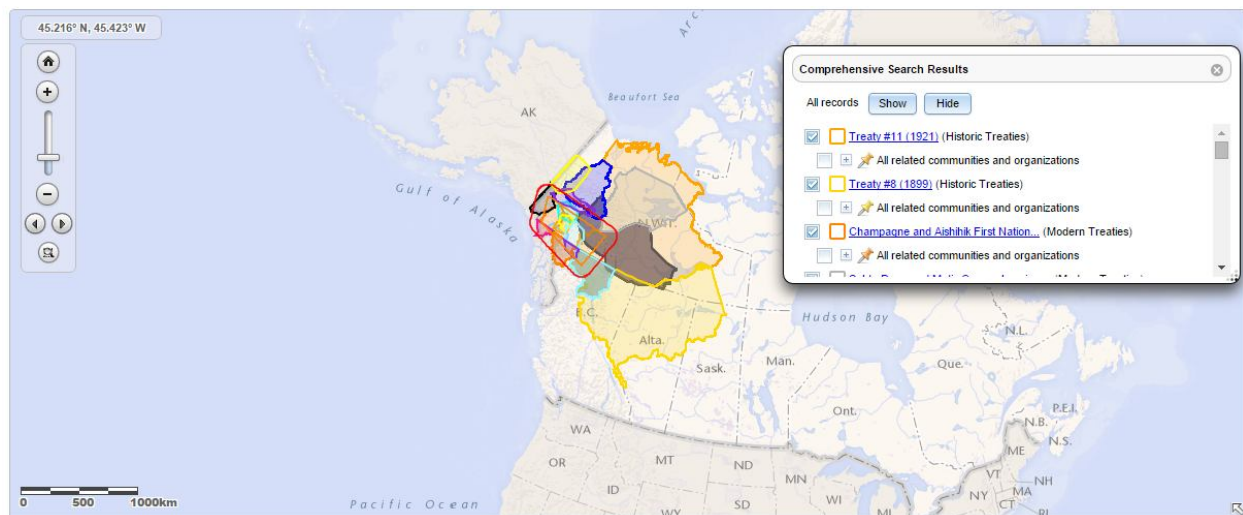 45.216° N, 45.423° W
Comprehensive Search Results
All records Show Hide
Treaty #11 (1921) (Historic Treaties)
All related communities and organizations
Treaty #8 (1899) (Historic Treaties)
All related communities and organizations
Champagne and Aishihik First Nation... (Modern Treaties)
All related communities and organizations
Beaufort Sea
AK
Gulf of Alaska
N.W.T.
Hudson Bay
B.C.
Alta.
Sask.
Man.
Ont.
Que.
N.L.
P.E.I.
N.B.
N.S.
WA
OR
ID
MT
ND
SD
MN
WI
MI
WY
ME
VT
NH
NY
MA
CT
RI
Pacific Ocean
0 500 1000km